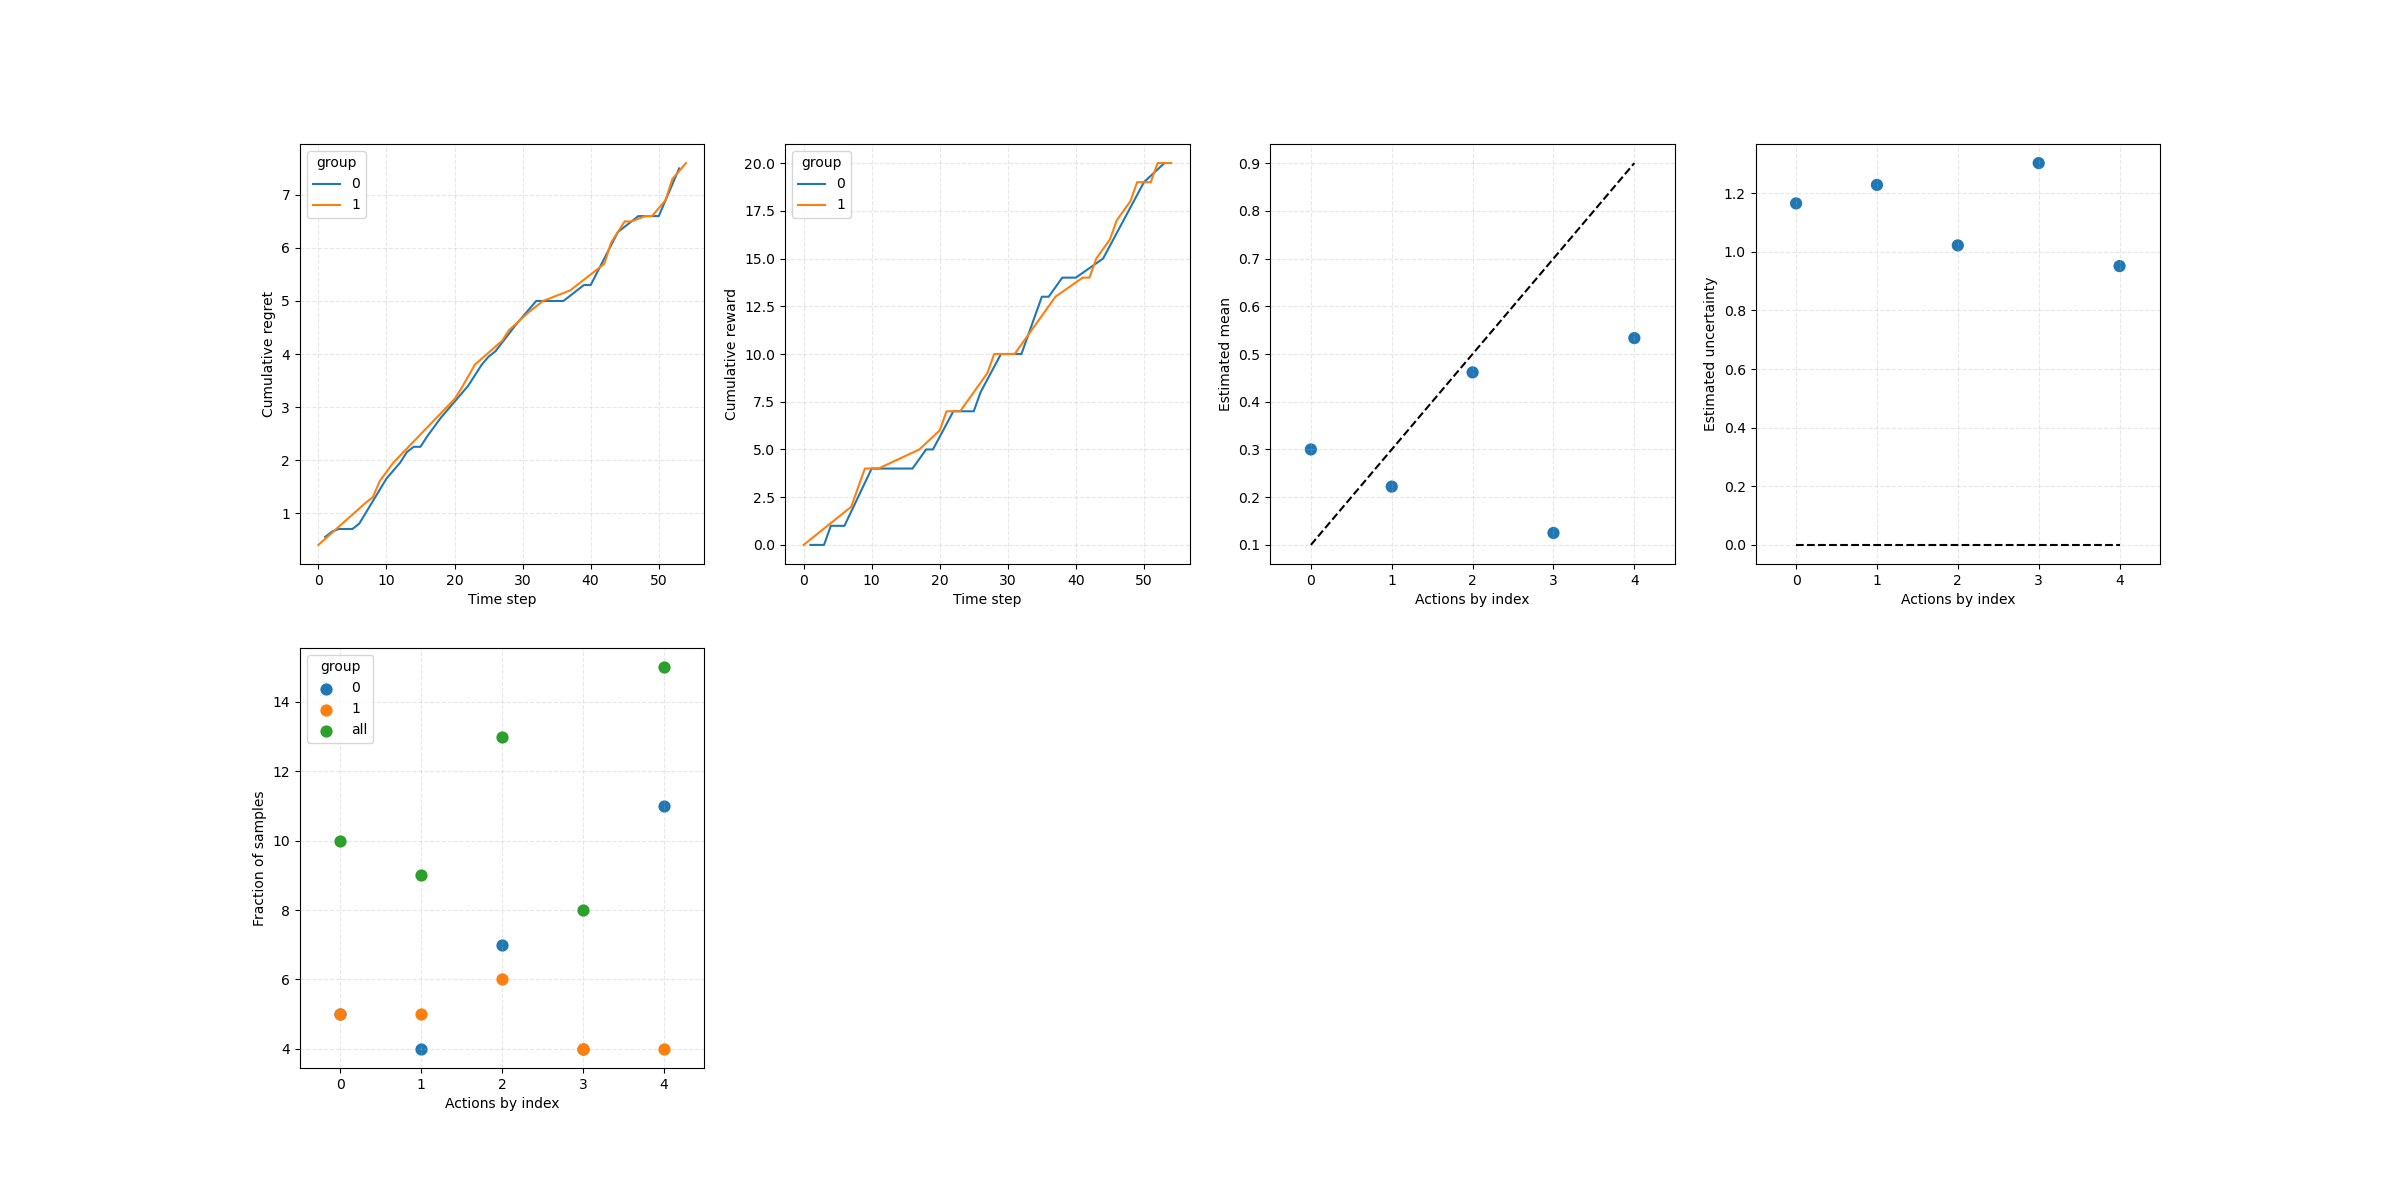 group
0
1
7
6
5
4
3
2
1
Cumulative regret
0 10 20 30 40 50
Time step
group
0
1
20.0
17.5
15.0
12.5
10.0
7.5
5.0
2.5
0.0
Cumulative reward
0 10 20 30 40 50
Time step
0.9
0.8
0.7
0.6
0.5
0.4
0.3
0.2
0.1
Estimated mean
0 1 2 3 4
Actions by index
1.2
1.0
0.8
0.6
0.4
0.2
0.0
Estimated uncertainty
0 1 2 3 4
Actions by index
group
0
1
all
14
12
10
8
6
4
Fraction of samples
0 1 2 3 4
Actions by index